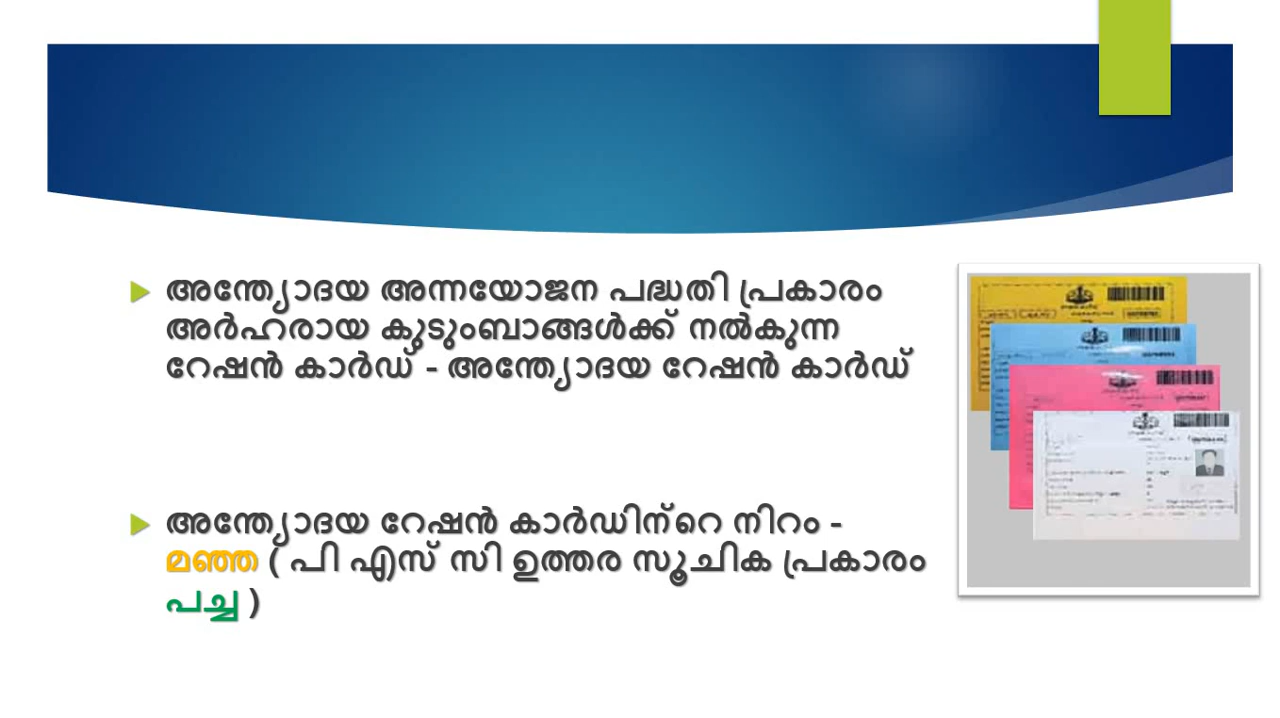 അന്ത്യോദയ അന്നയോജന പദ്ധതി പ്രകാരം
അർഹരായ കുടുംബാങ്ങൾക്ക് നൽകുന്ന
റേഷൻ കാർഡ് - അന്ത്യോദയ റേഷൻ കാർഡ്
അന്ത്യോദയ റേഷൻ കാർഡിന്റെ നിറം -
മഞ്ഞ ( പി എസ് സി ഉത്തര സൂചിക പ്രകാരം
പച്ച )